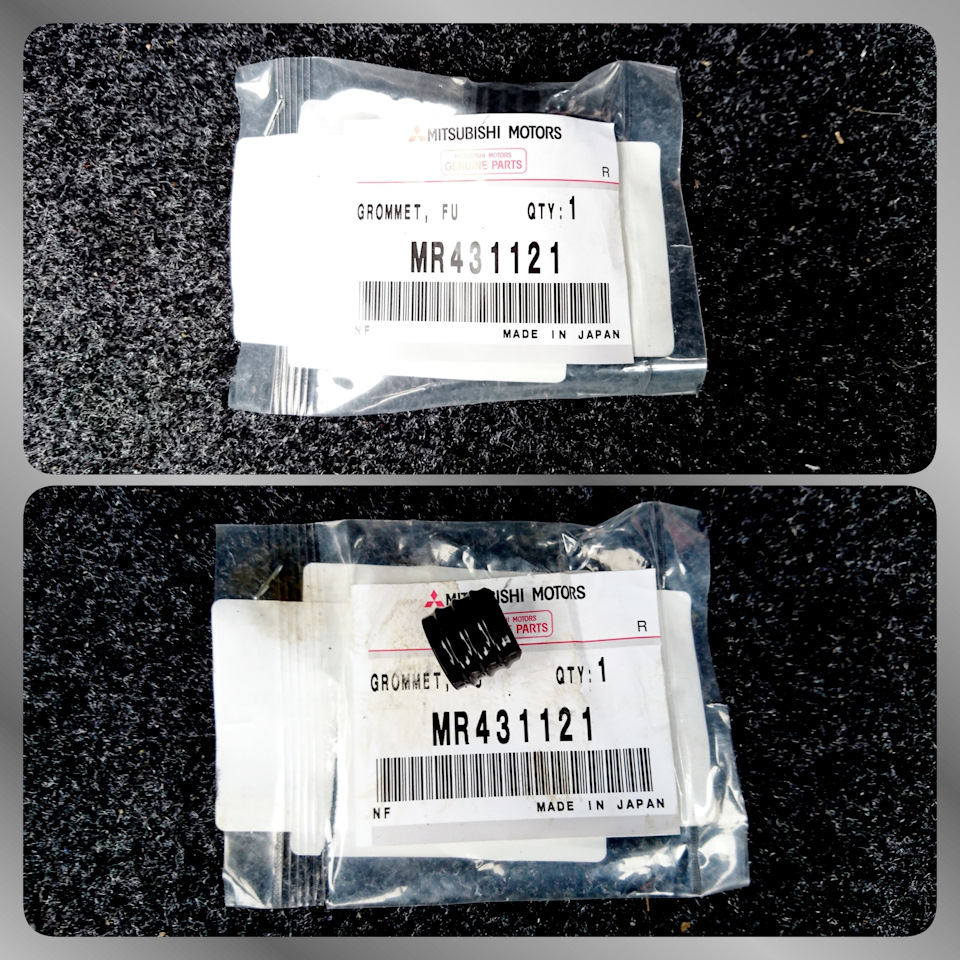 MITSUBISHI MOTORS
MITSUBISHI MOTORS
GENUINE PARTS
R
GROMMET, FU QTY:1
MR431121
NF MADE IN JAPAN
MITSUBISHI MOTORS
MOTORS
PARTS
R
GROMMET, QTY:1
MR431121
NF MADE IN JAPAN